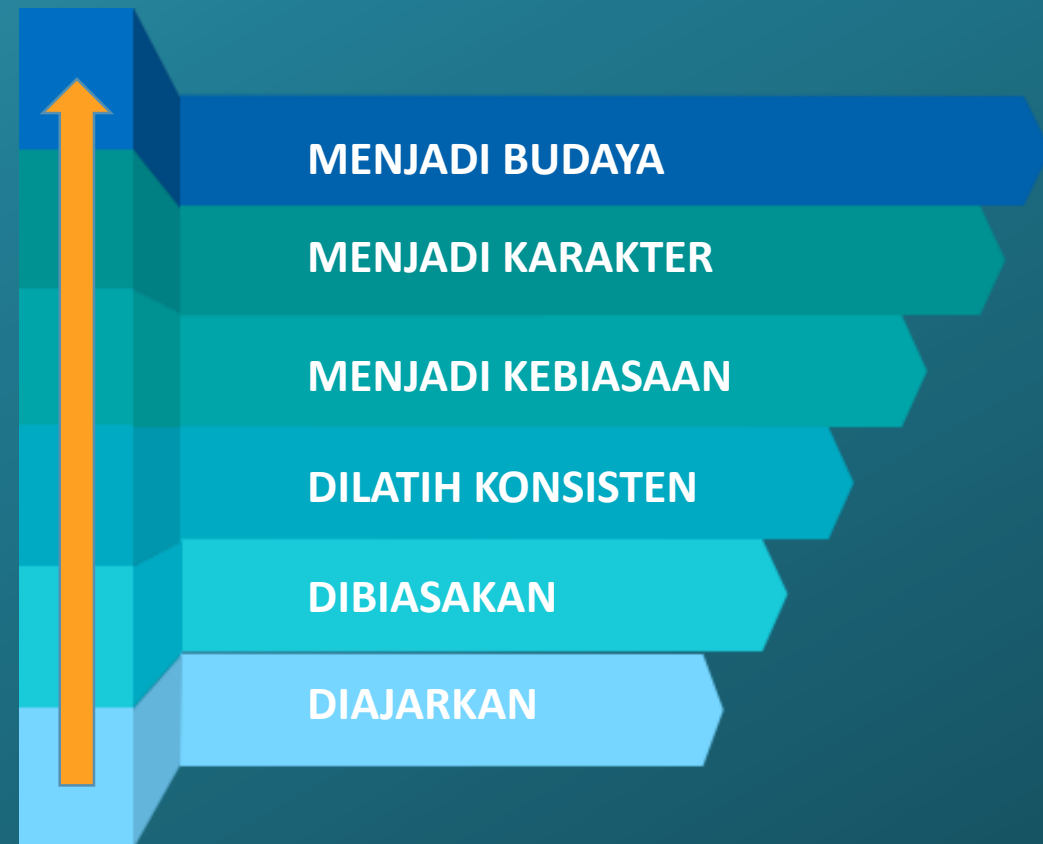 MENJADI BUDAYA
MENJADI KARAKTER
MENJADI KEBIASAAN
DILATIH KONSISTEN
DIBIASAKAN
DIAJARKAN